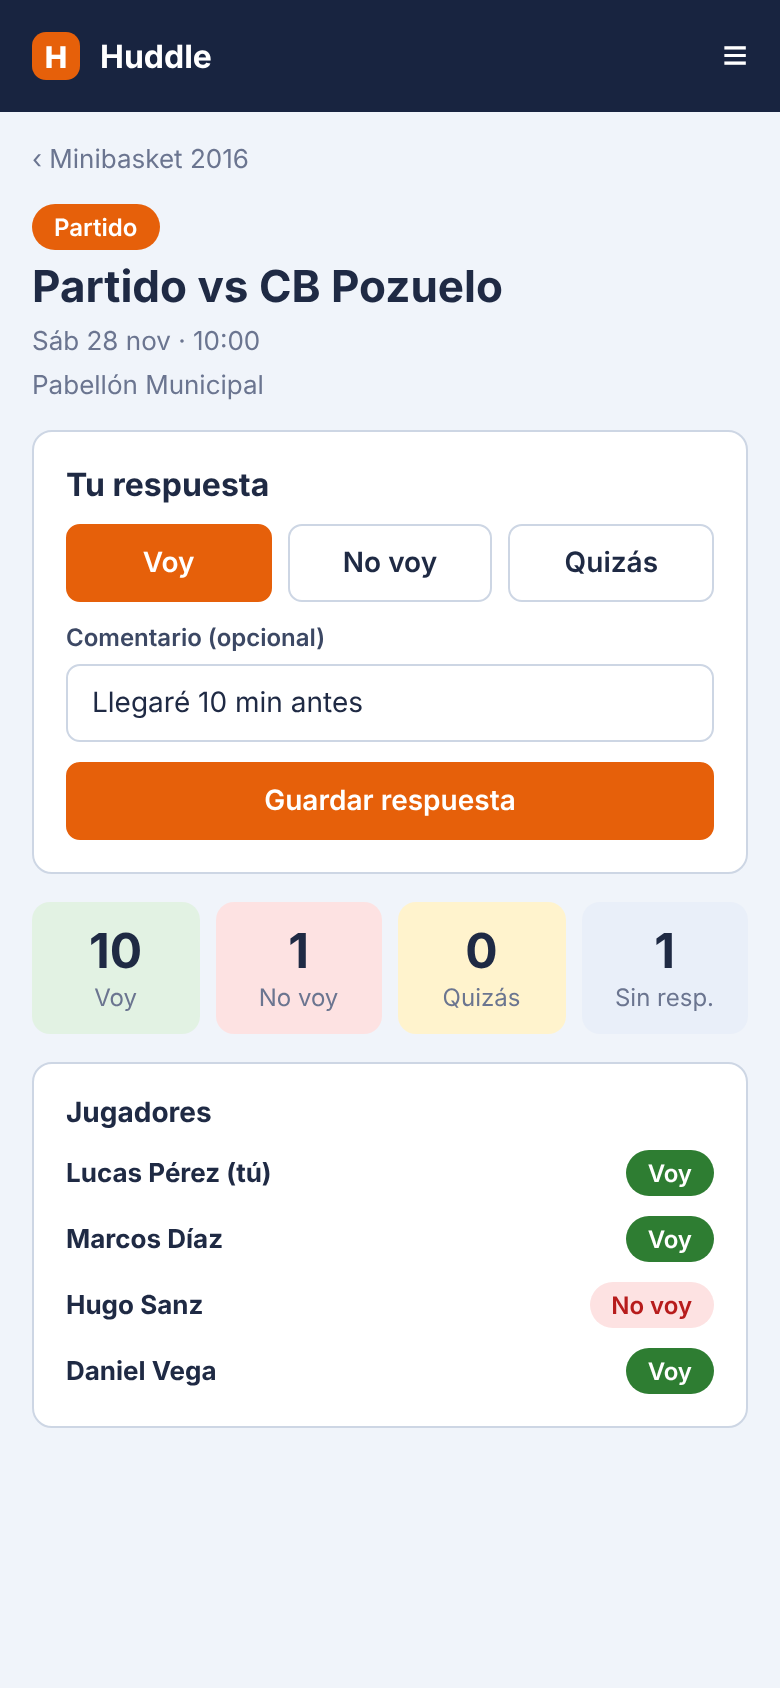 H Huddle
‹ Minibasket 2016
Partido
Partido vs CB Pozuelo
Sáb 28 nov · 10:00
Pabellón Municipal
Tu respuesta
Voy No voy Quizás
Comentario (opcional)
Llegaré 10 min antes
Guardar respuesta
10 1 0 1
Voy No voy Quizás Sin resp.
Jugadores
Lucas Pérez (tú) Voy
Marcos Díaz Voy
Hugo Sanz No voy
Daniel Vega Voy